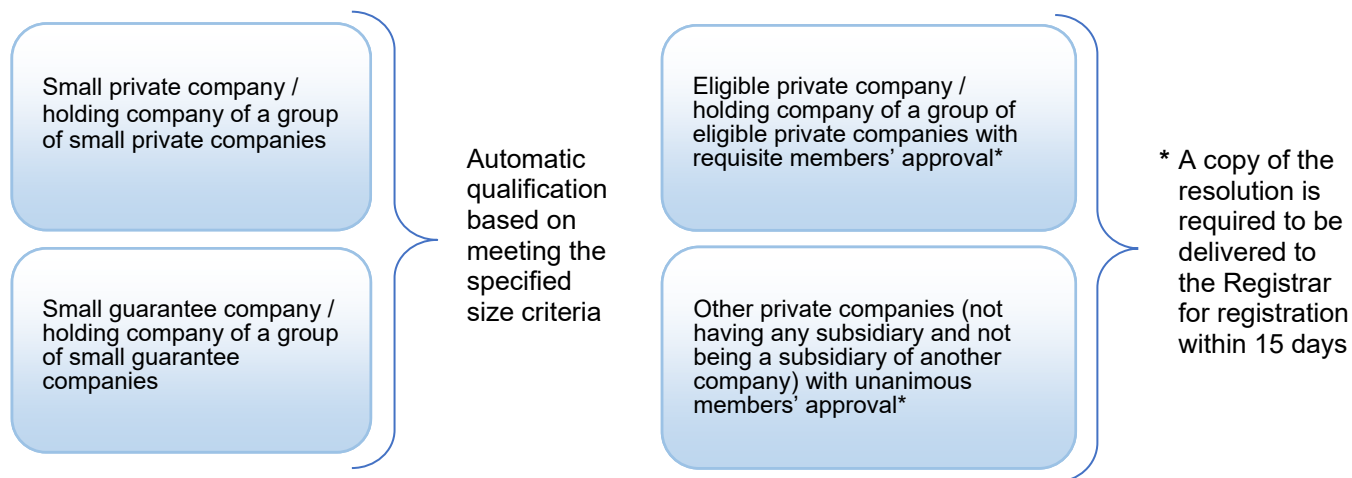 Small private company /
holding company of a group
of small private companies
Small guarantee company /
holding company of a group
of small guarantee
companies
Automatic
qualification
based on
meeting the
specified
size criteria
Eligible private company /
holding company of a group of
eligible private companies with
requisite members’ approval*
Other private companies (not
having any subsidiary and not
being a subsidiary of another
company) with unanimous
members’ approval*
* A copy of the
resolution is
required to be
delivered to
the Registrar
for registration
within 15 days